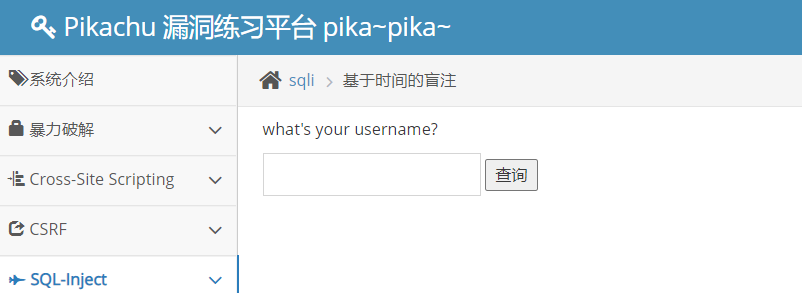 Pikachu 漏洞练习平台 pika~pika~
系统介绍
暴力破解
Cross-Site Scripting
CSRF
SQL-Inject
sqli > 基于时间的盲注
what's your username?
查询